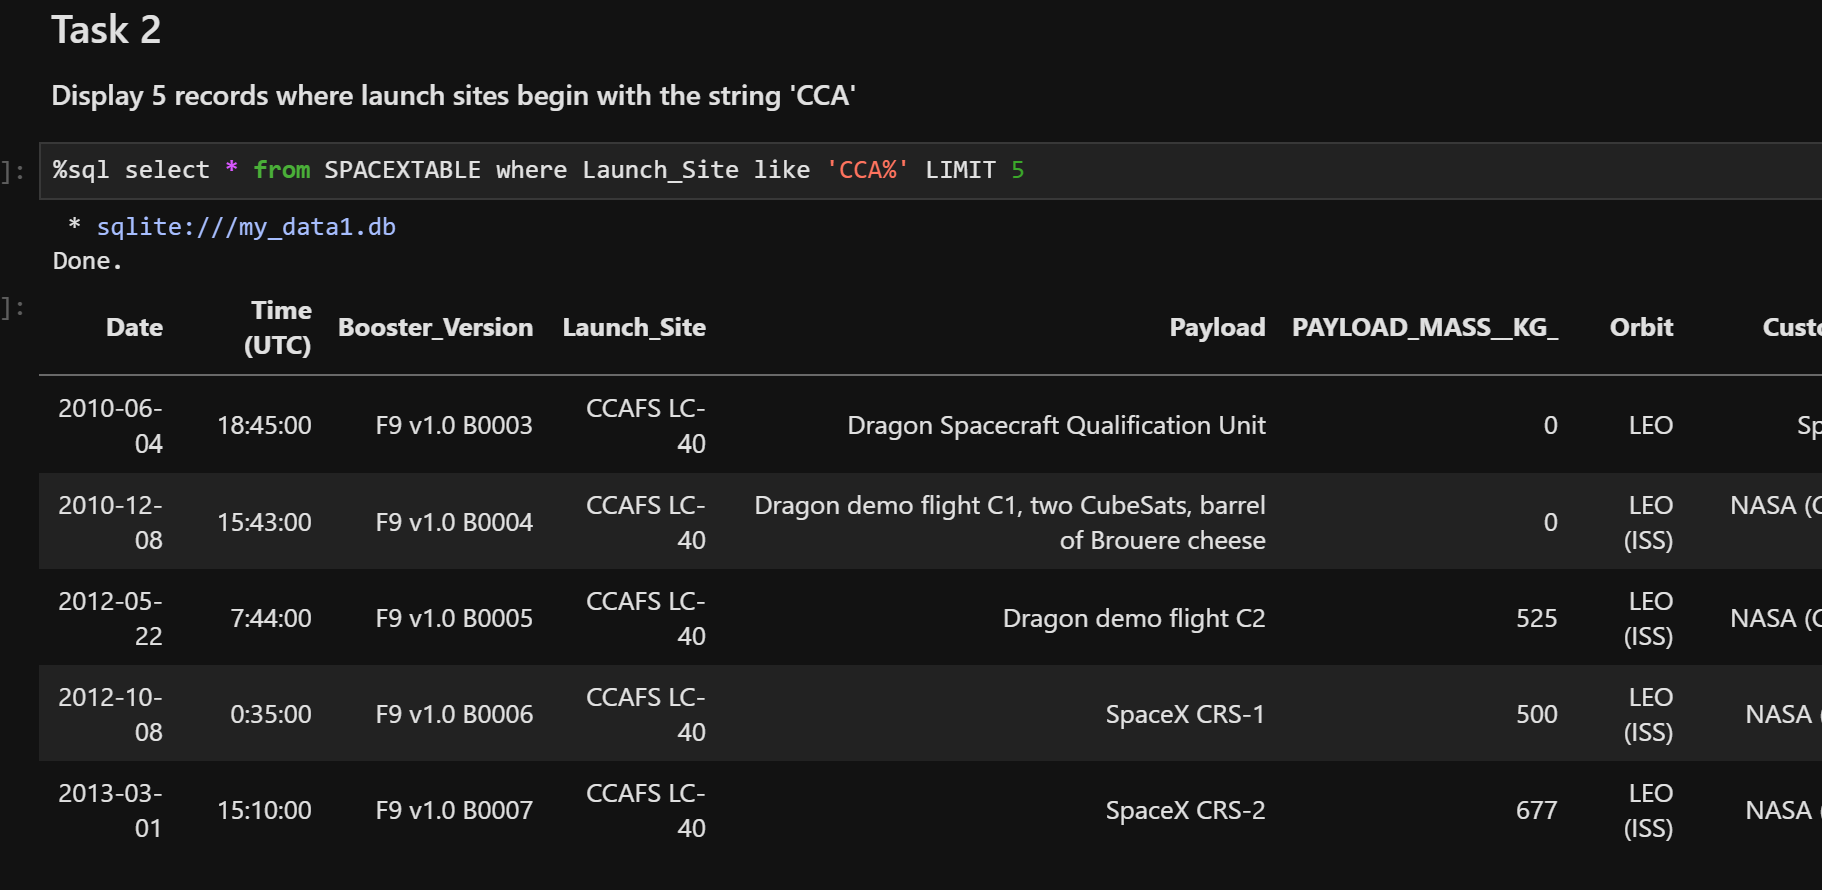 Task 2
Display 5 records where launch sites begin with the string 'CCA'
]: %sql select * from SPACEXTABLE where Launch_Site like 'CCA%' LIMIT 5
* sqlite:///my_data1.db
Done.
]:
Date Time (UTC) Booster_Version Launch_Site Payload PAYLOAD_MASS__KG_ Orbit Custo
2010-06-04 18:45:00 F9 v1.0 B0003 CCAFS LC-40 Dragon Spacecraft Qualification Unit 0 LEO Sp
2010-12-08 15:43:00 F9 v1.0 B0004 CCAFS LC-40 Dragon demo flight C1, two CubeSats, barrel of Brouere cheese 0 LEO (ISS) NASA (C
2012-05-22 7:44:00 F9 v1.0 B0005 CCAFS LC-40 Dragon demo flight C2 525 LEO (ISS) NASA (C
2012-10-08 0:35:00 F9 v1.0 B0006 CCAFS LC-40 SpaceX CRS-1 500 LEO (ISS) NASA (
2013-03-01 15:10:00 F9 v1.0 B0007 CCAFS LC-40 SpaceX CRS-2 677 LEO (ISS) NASA (